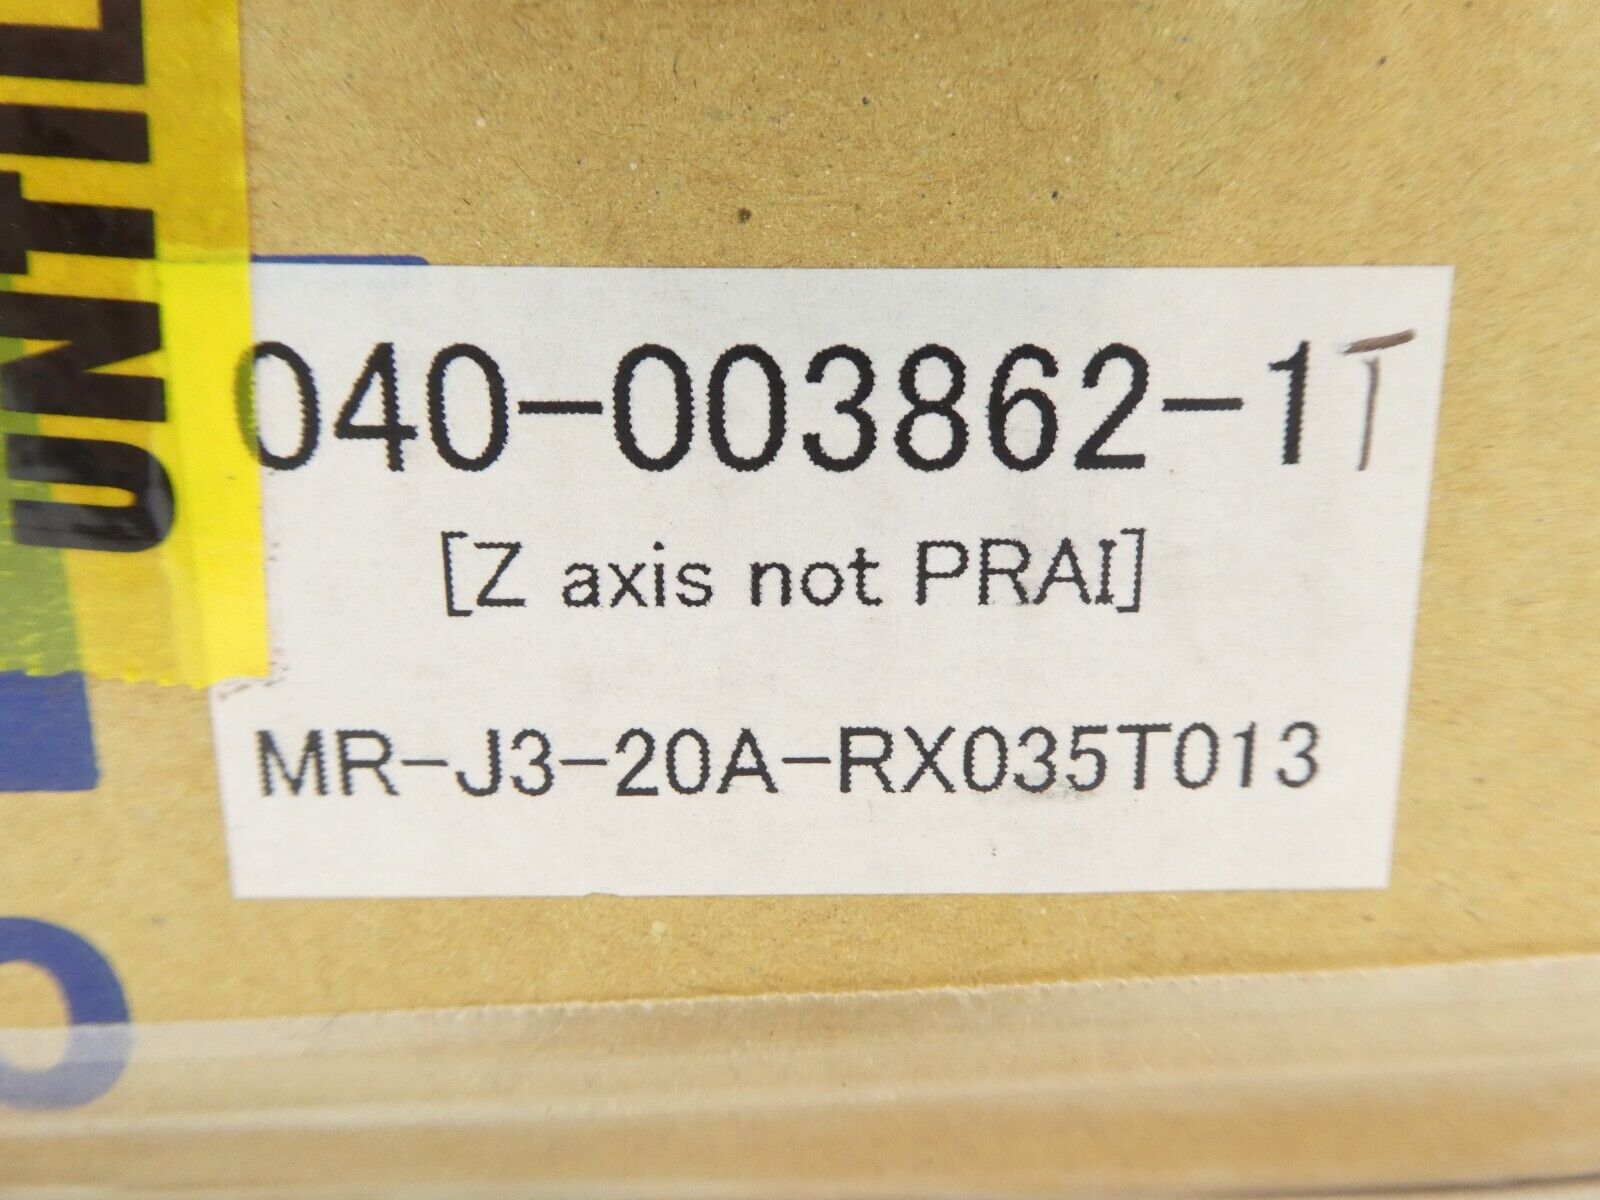 UNTIL
040-003862-1T
[Z axis not PRAI]
MR-J3-20A-RX035T013